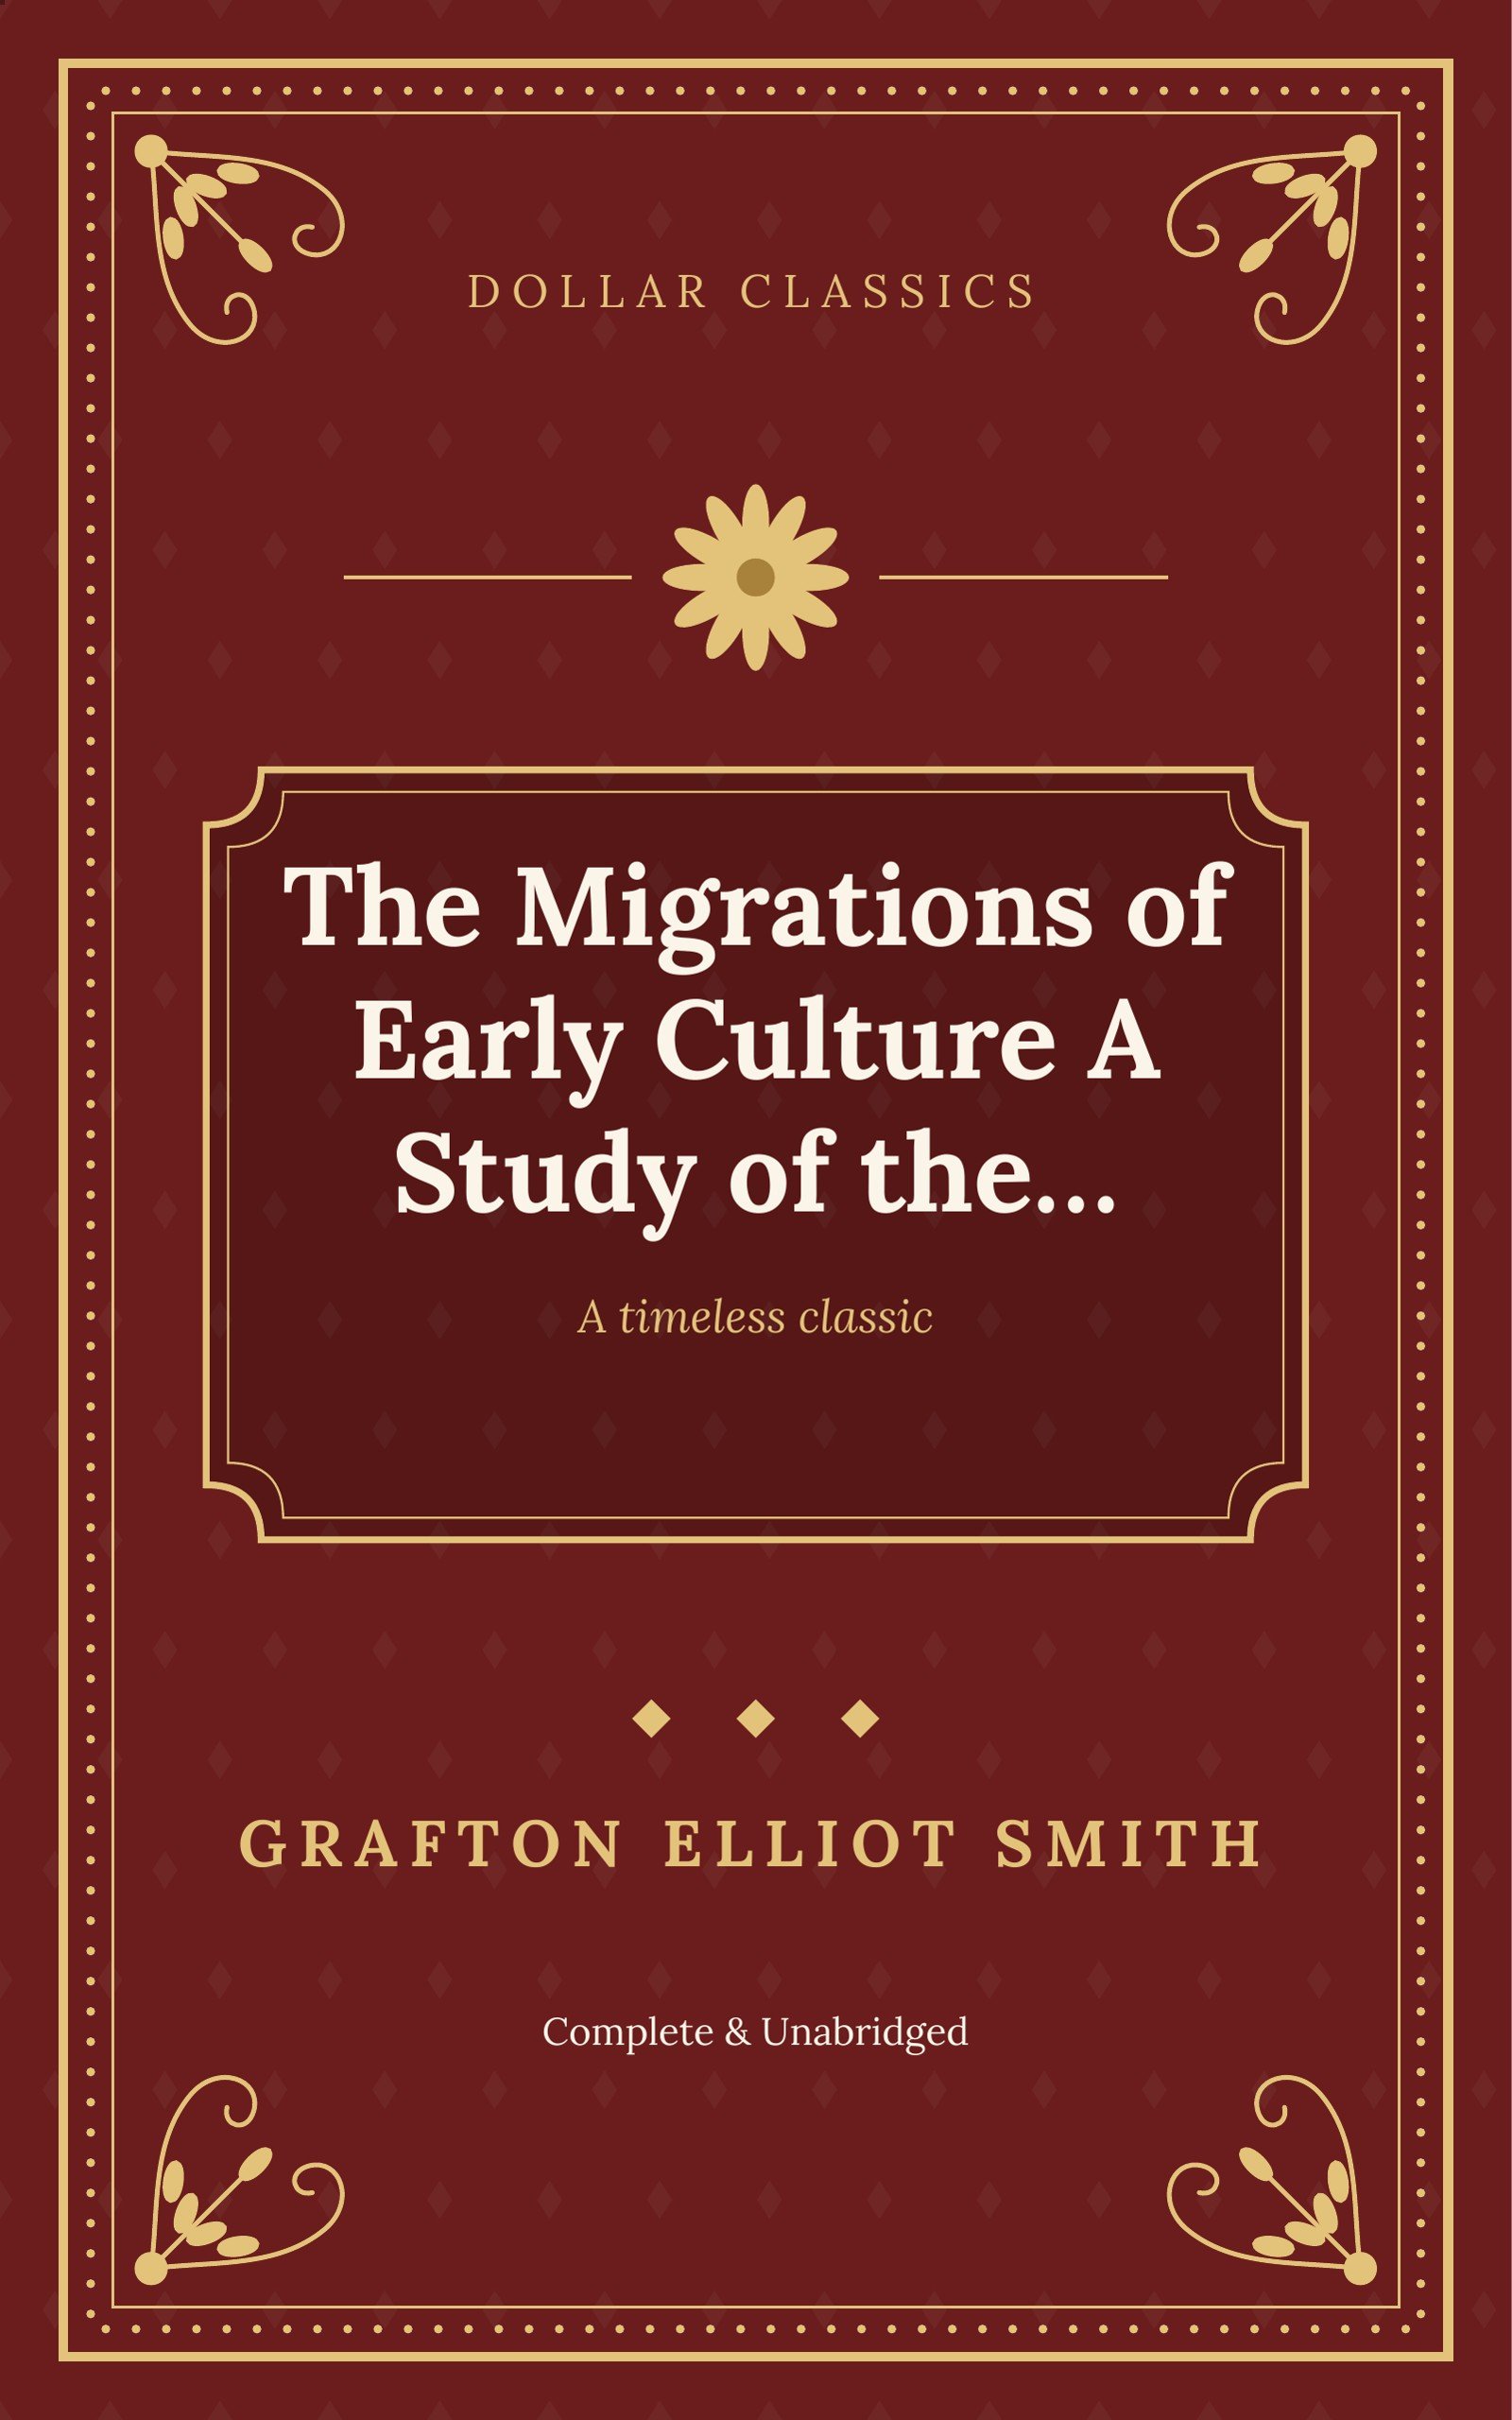 DOLLAR CLASSICS
The Migrations of
Early Culture A
Study of the...
A timeless classic
GRAFTON ELLIOT SMITH
Complete & Unabridged